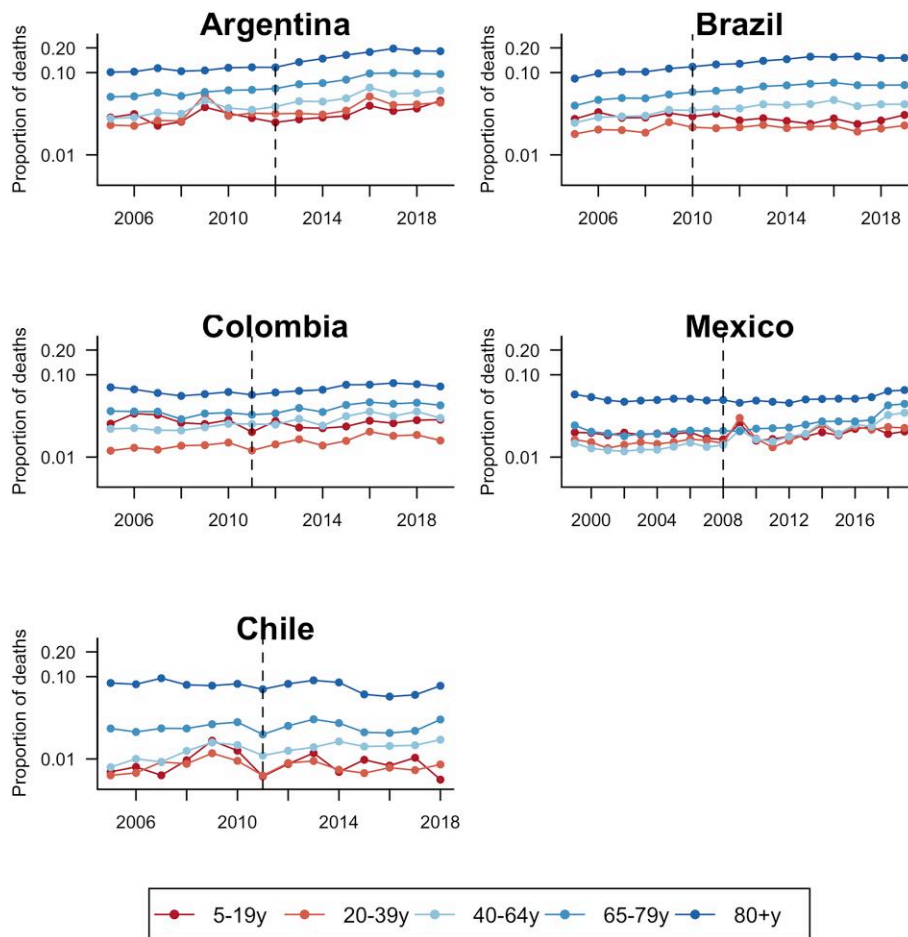 Argentina
Proportion of deaths
0.20
0.10
0.01
2006 2010 2014 2018
Brazil
Proportion of deaths
0.20
0.10
0.01
2006 2010 2014 2018
Colombia
Proportion of deaths
0.20
0.10
0.01
2006 2010 2014 2018
Mexico
Proportion of deaths
0.20
0.10
0.01
2000 2004 2008 2012 2016
Chile
Proportion of deaths
0.20
0.10
0.01
2006 2010 2014 2018
5-19y 20-39y 40-64y 65-79y 80+y